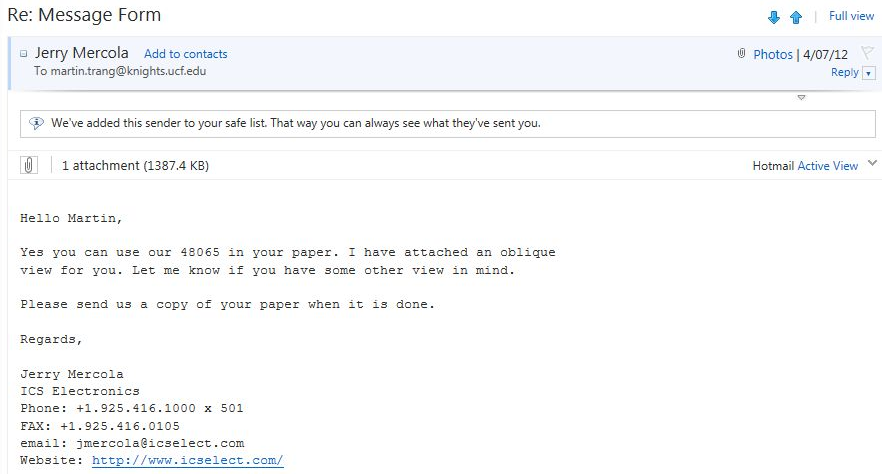 Re: Message Form
Full view
Jerry Mercola Add to contacts
Photos | 4/07/12
To martin.trang@knights.ucf.edu
Reply
We've added this sender to your safe list. That way you can always see what they've sent you.
1 attachment (1387.4 KB)
Hotmail Active View
Hello Martin,
Yes you can use our 48065 in your paper. I have attached an oblique
view for you. Let me know if you have some other view in mind.
Please send us a copy of your paper when it is done.
Regards,
Jerry Mercola
ICS Electronics
Phone: +1.925.416.1000 x 501
FAX: +1.925.416.0105
email: jmercola@icselect.com
Website: http://www.icselect.com/